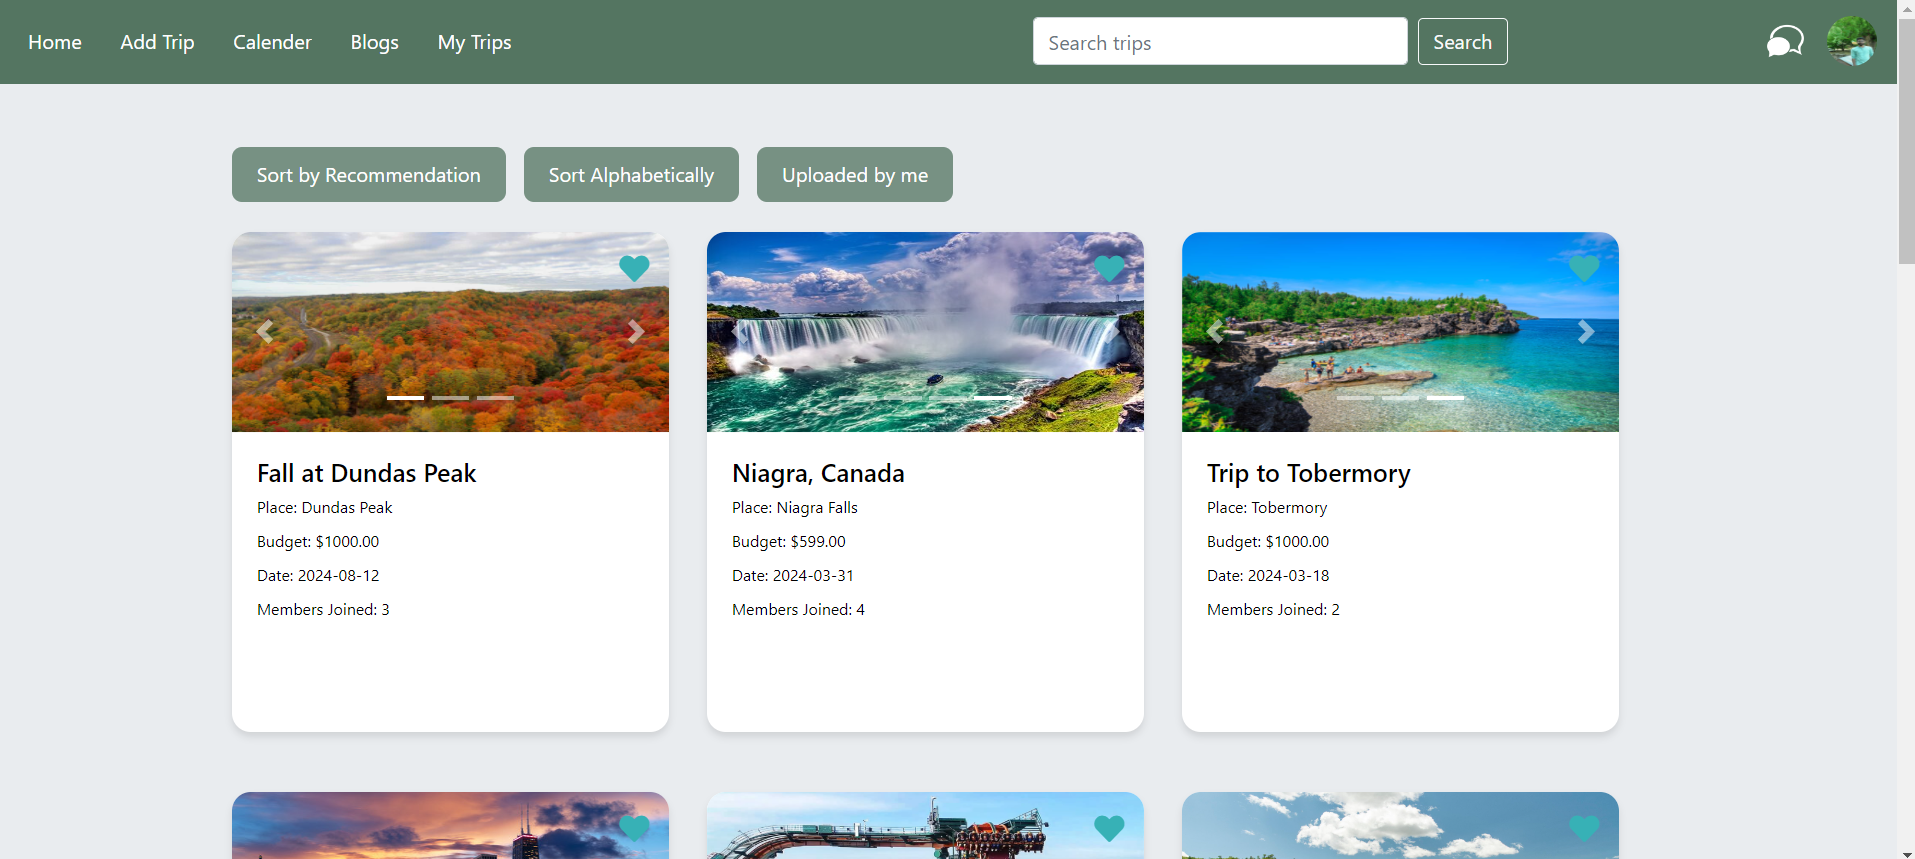 Home Add Trip Calender Blogs My Trips Search trips Search
Sort by Recommendation Sort Alphabetically Uploaded by me
Fall at Dundas Peak
Place: Dundas Peak
Budget: $1000.00
Date: 2024-08-12
Members Joined: 3
Niagra, Canada
Place: Niagra Falls
Budget: $599.00
Date: 2024-03-31
Members Joined: 4
Trip to Tobermory
Place: Tobermory
Budget: $1000.00
Date: 2024-03-18
Members Joined: 2